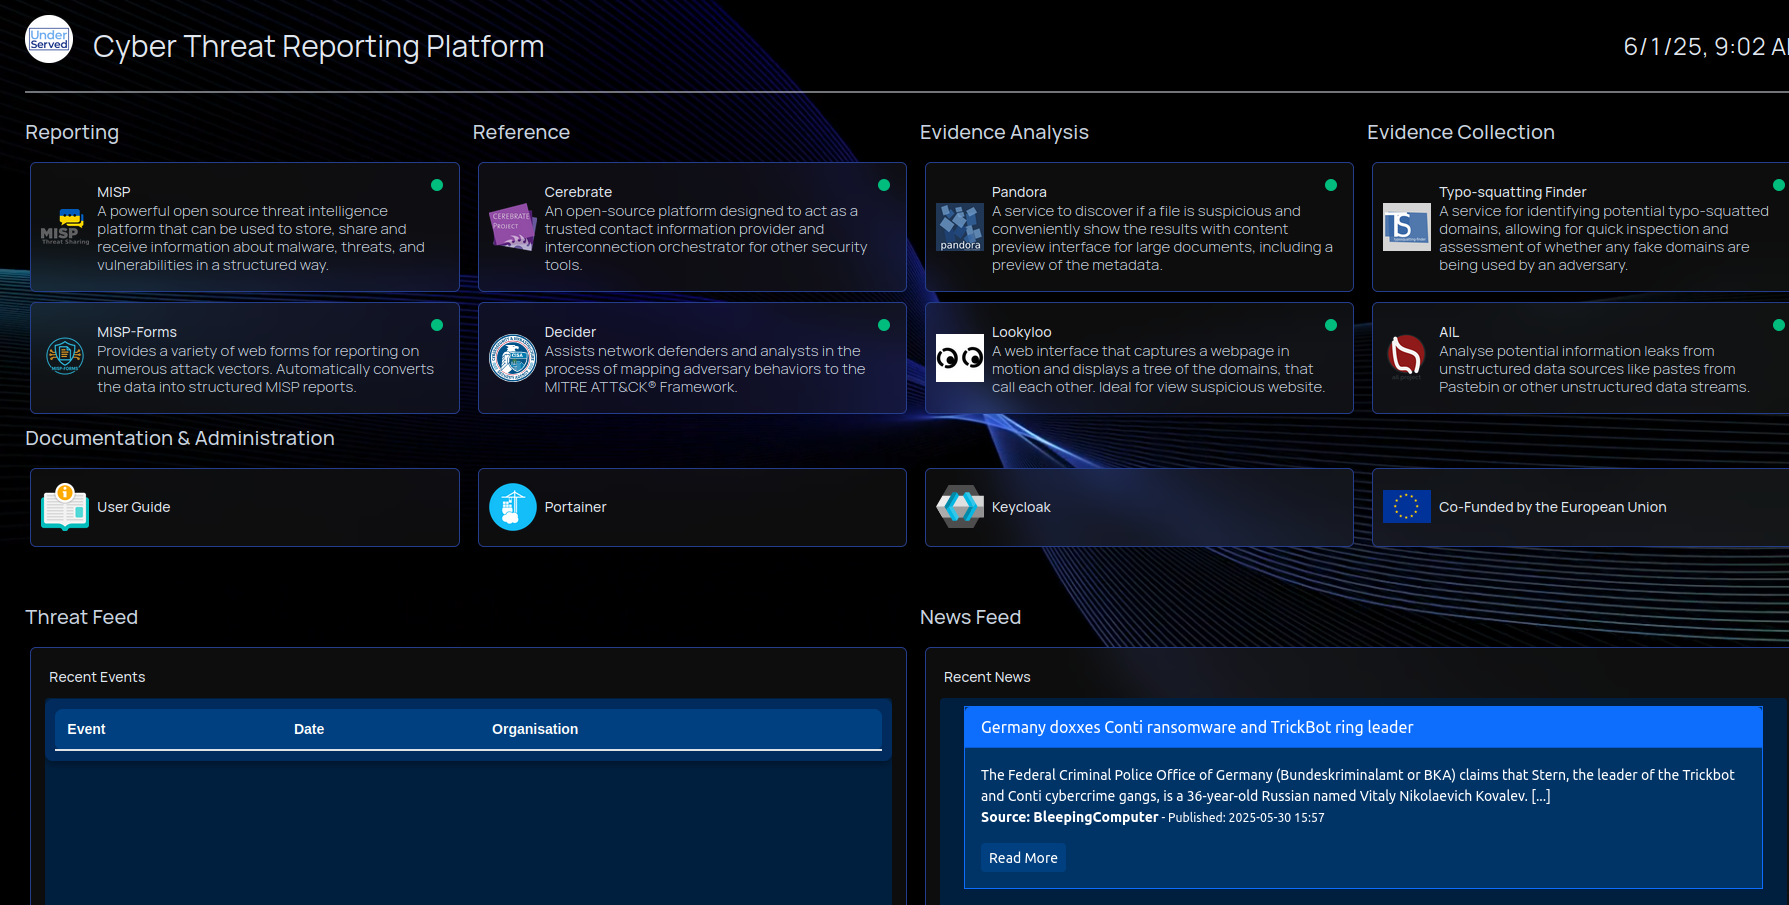 Under
Served
Cyber Threat Reporting Platform
6/1/25, 9:02 A
Reporting
MISP
Threat Sharing
MISP
A powerful open source threat intelligence
platform that can be used to store, share and
receive information about malware, threats, and
vulnerabilities in a structured way.
MISP-FORMS
MISP-Forms
Provides a variety of web forms for reporting on
numerous attack vectors. Automatically converts
the data into structured MISP reports.
Reference
CEREBRATE
PROJECT
Cerebrate
An open-source platform designed to act as a
trusted contact information provider and
interconnection orchestrator for other security
tools.
CISA
Decider
Assists network defenders and analysts in the
process of mapping adversary behaviors to the
MITRE ATT&CK® Framework.
Evidence Analysis
pandora
Pandora
A service to discover if a file is suspicious and
conveniently show the results with content
preview interface for large documents, including a
preview of the metadata.
Lookyloo
A web interface that captures a webpage in
motion and displays a tree of the domains, that
call each other. Ideal for view suspicious website.
Evidence Collection
TS
Typo-squatting Finder
A service for identifying potential typo-squatted
domains, allowing for quick inspection and
assessment of whether any fake domains are
being used by an adversary.
AIL
Analyse potential information leaks from
unstructured data sources like pastes from
Pastebin or other unstructured data streams.
Documentation & Administration
User Guide
Portainer
Keycloak
Co-Funded by the European Union
Threat Feed
Recent Events
Event Date Organisation
News Feed
Recent News
Germany doxxes Conti ransomware and TrickBot ring leader
The Federal Criminal Police Office of Germany (Bundeskriminalamt or BKA) claims that Stern, the leader of the Trickbot
and Conti cybercrime gangs, is a 36-year-old Russian named Vitaly Nikolaevich Kovalev. [...]
Source: BleepingComputer - Published: 2025-05-30 15:57
Read More